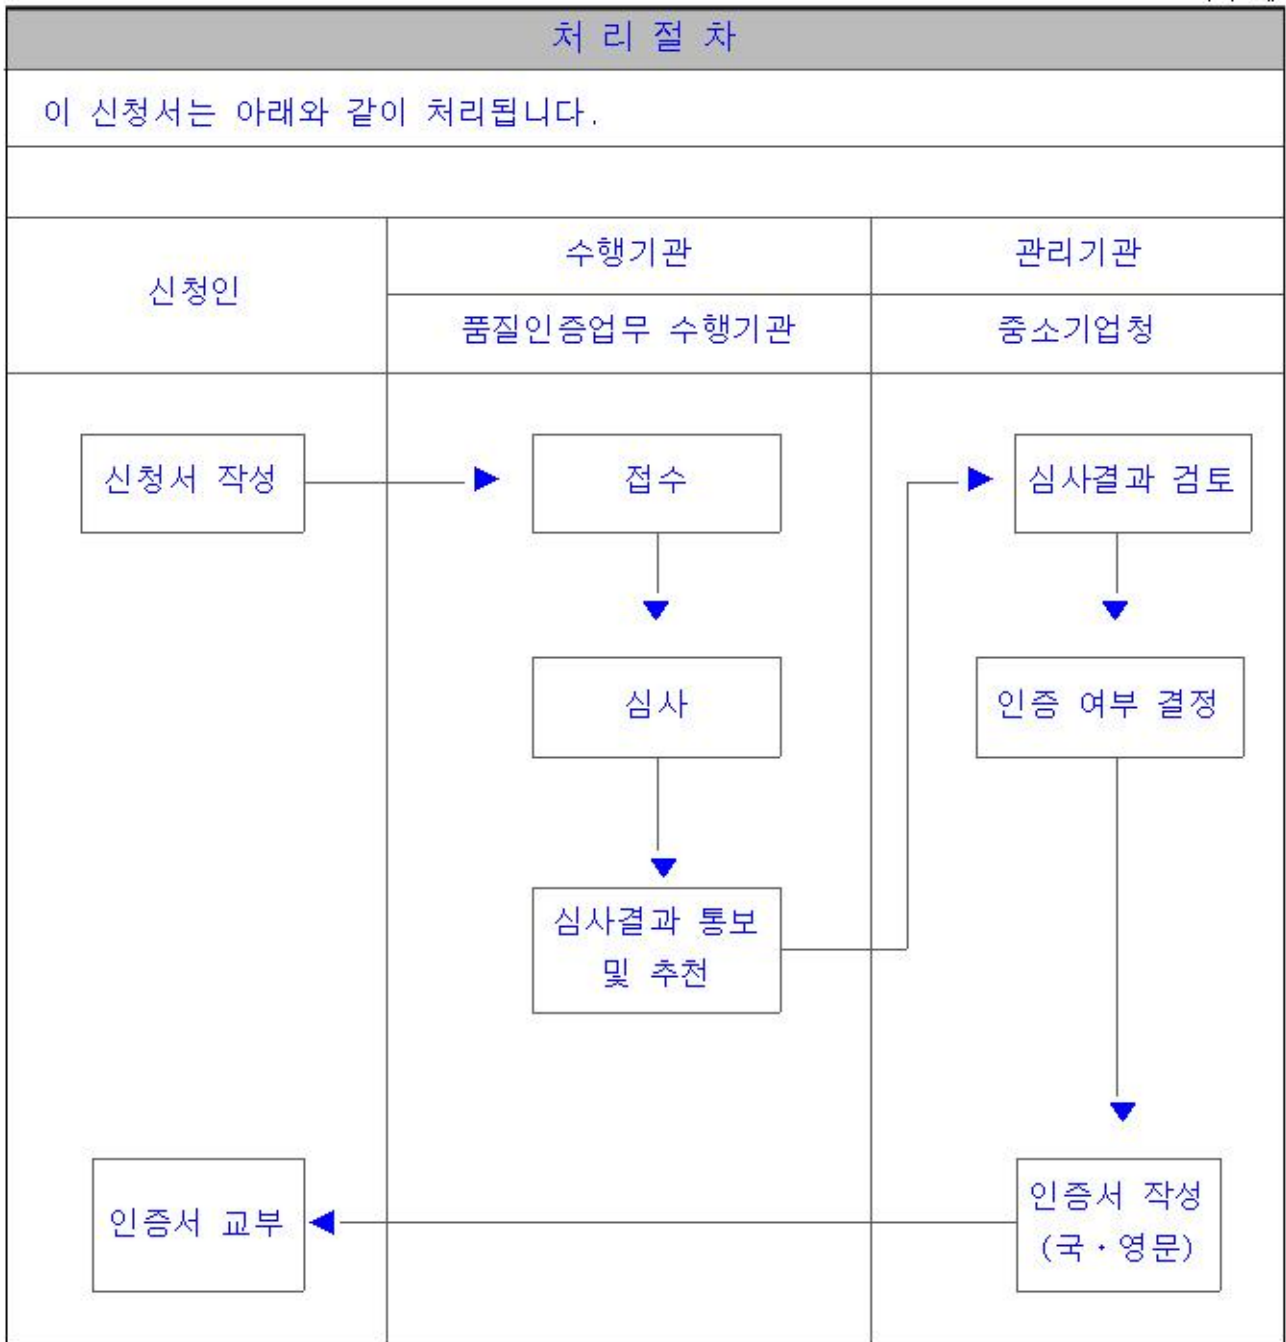 처 리 절 차
이 신청서는 아래와 같이 처리됩니다.
신청인
수행기관
관리기관
품질인증업무 수행기관
중소기업청
신청서 작성
접수
심사결과 검토
심사
인증 여부 결정
심사결과 통보
및 추천
인증서 교부
인증서 작성
(국·영문)